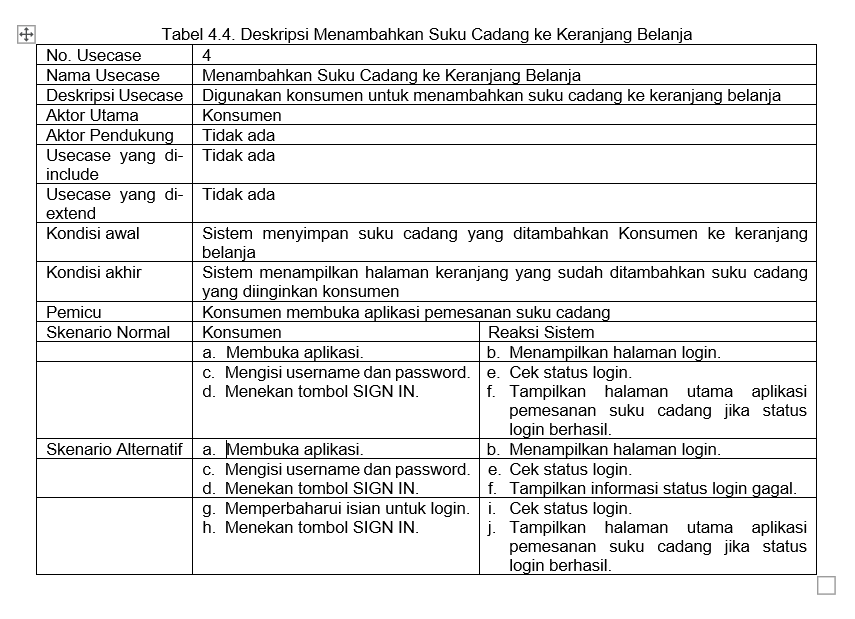 Tabel 4.4. Deskripsi Menambahkan Suku Cadang ke Keranjang Belanja
No. Usecase 4
Nama Usecase Menambahkan Suku Cadang ke Keranjang Belanja
Deskripsi Usecase Digunakan konsumen untuk menambahkan suku cadang ke keranjang belanja
Aktor Utama Konsumen
Aktor Pendukung Tidak ada
Usecase yang di- Tidak ada
include
Usecase yang di- Tidak ada
extend
Kondisi awal Sistem menyimpan suku cadang yang ditambahkan Konsumen ke keranjang
belanja
Kondisi akhir Sistem menampilkan halaman keranjang yang sudah ditambahkan suku cadang
yang diinginkan konsumen
Pemicu Konsumen membuka aplikasi pemesanan suku cadang
Skenario Normal Konsumen Reaksi Sistem
a. Membuka aplikasi. b. Menampilkan halaman login.
c. Mengisi username dan password. e. Cek status login.
d. Menekan tombol SIGN IN. f. Tampilkan halaman utama aplikasi
pemesanan suku cadang jika status
login berhasil.
Skenario Alternatif a. Membuka aplikasi. b. Menampilkan halaman login.
c. Mengisi username dan password. e. Cek status login.
d. Menekan tombol SIGN IN. f. Tampilkan informasi status login gagal.
g. Memperbaharui isian untuk login. i. Cek status login.
h. Menekan tombol SIGN IN. j. Tampilkan halaman utama aplikasi
pemesanan suku cadang jika status
login berhasil.